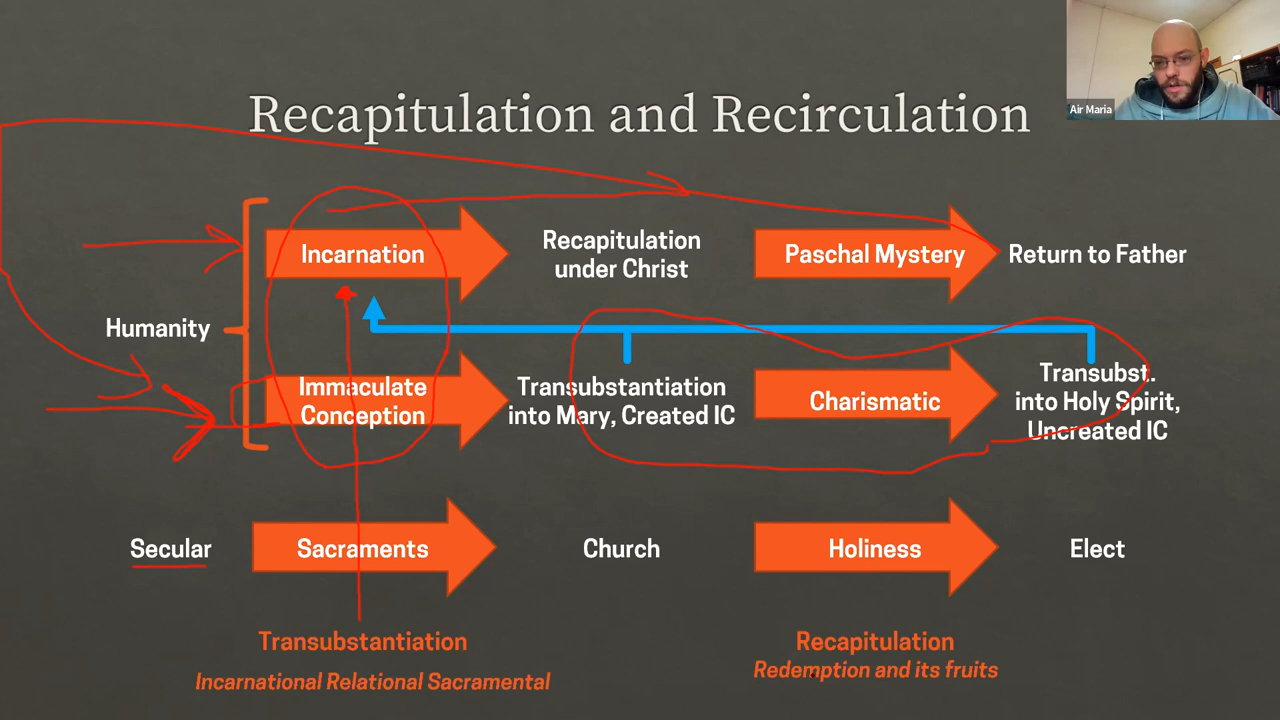 Air Maria
Recapitulation and Recirculation
Incarnation
Recapitulation
under Christ
Paschal Mystery
Return to Father
Humanity
Immaculate
Conception
Transubstantiation
into Mary, Created IC
Charismatic
Transubst.
into Holy Spirit,
Uncreated IC
Secular
Sacraments
Church
Holiness
Elect
Transubstantiation
Incarnational Relational Sacramental
Recapitulation
Redemption and its fruits